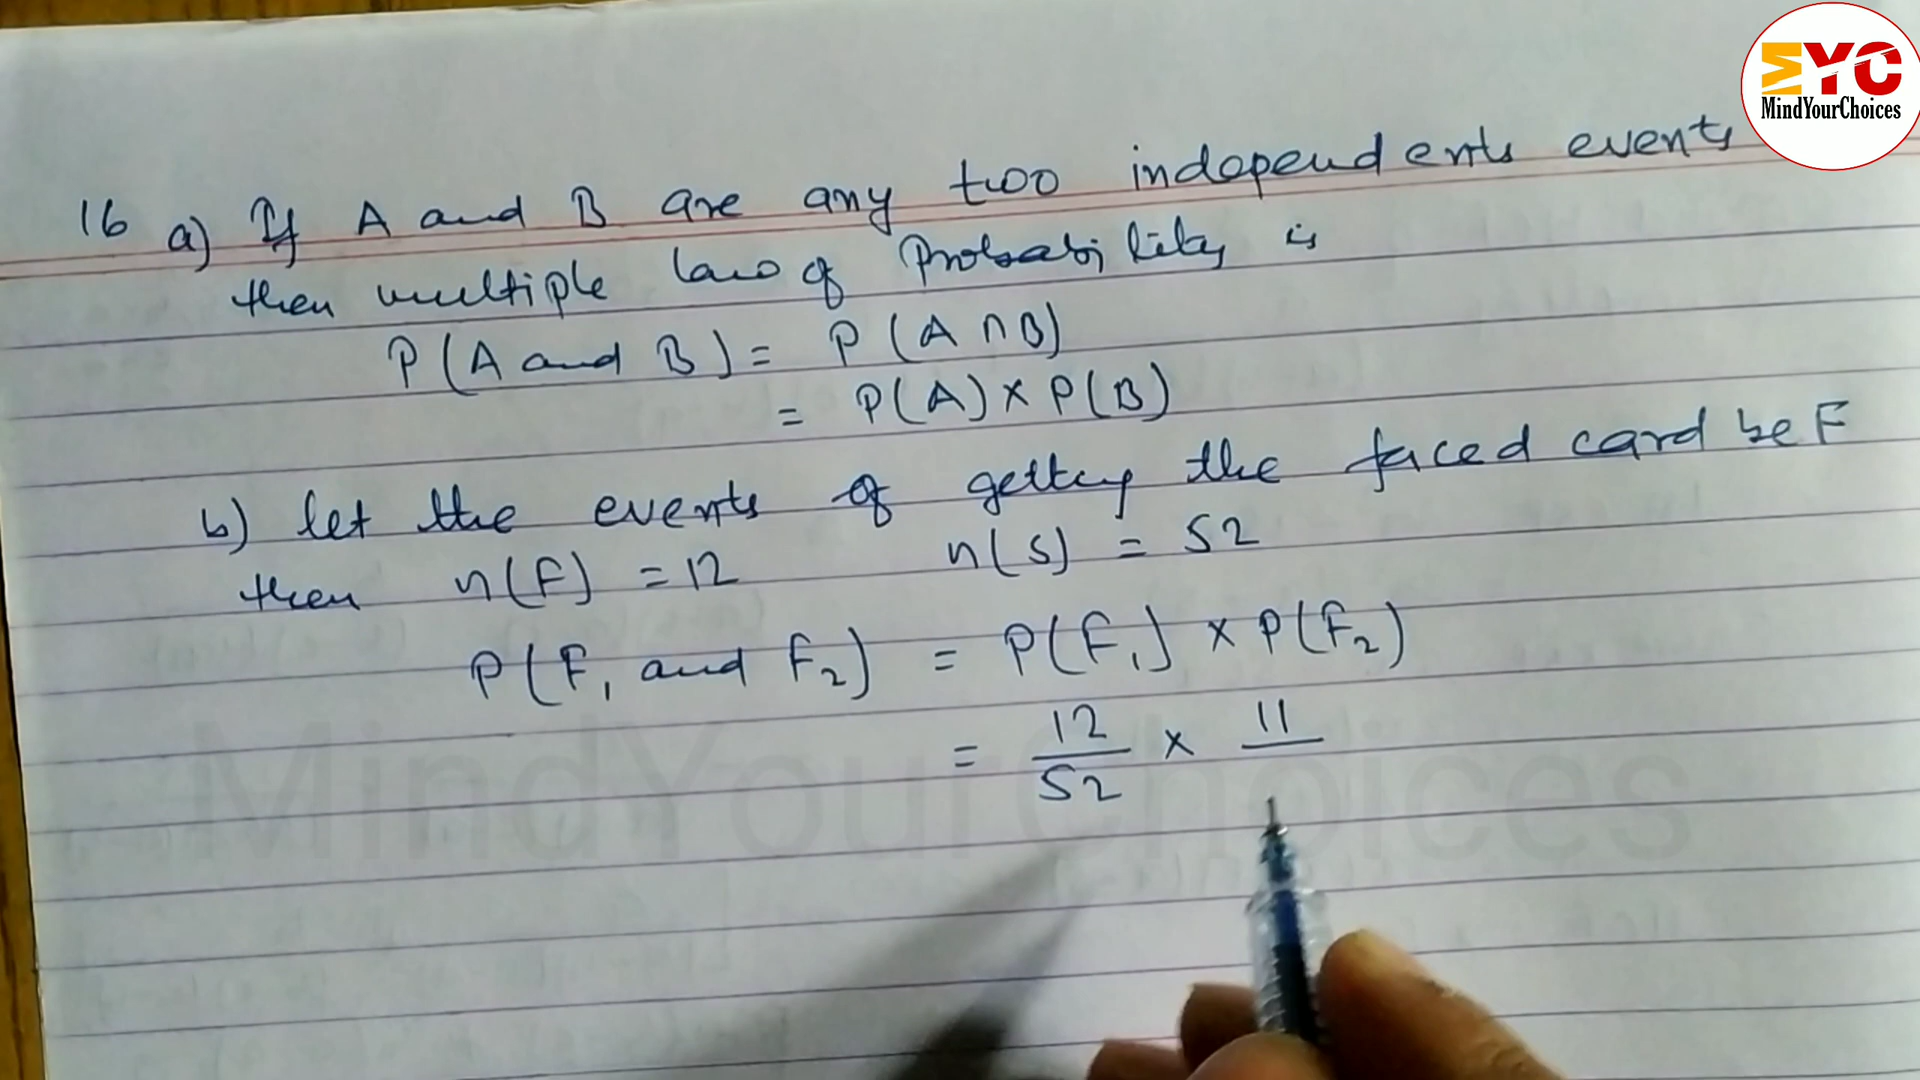 MYC
MindYourChoices
16 a) If A and B are any two independents events
then multiple law of Probability is
P(A and B) = P(A∩B)
= P(A) × P(B)
b) let the events of getting the faced card be F
then n(F) = 12 n(S) = 52
P(F₁ and F₂) = P(F₁) × P(F₂)
= 12/52 × 11/
MindYourChoices